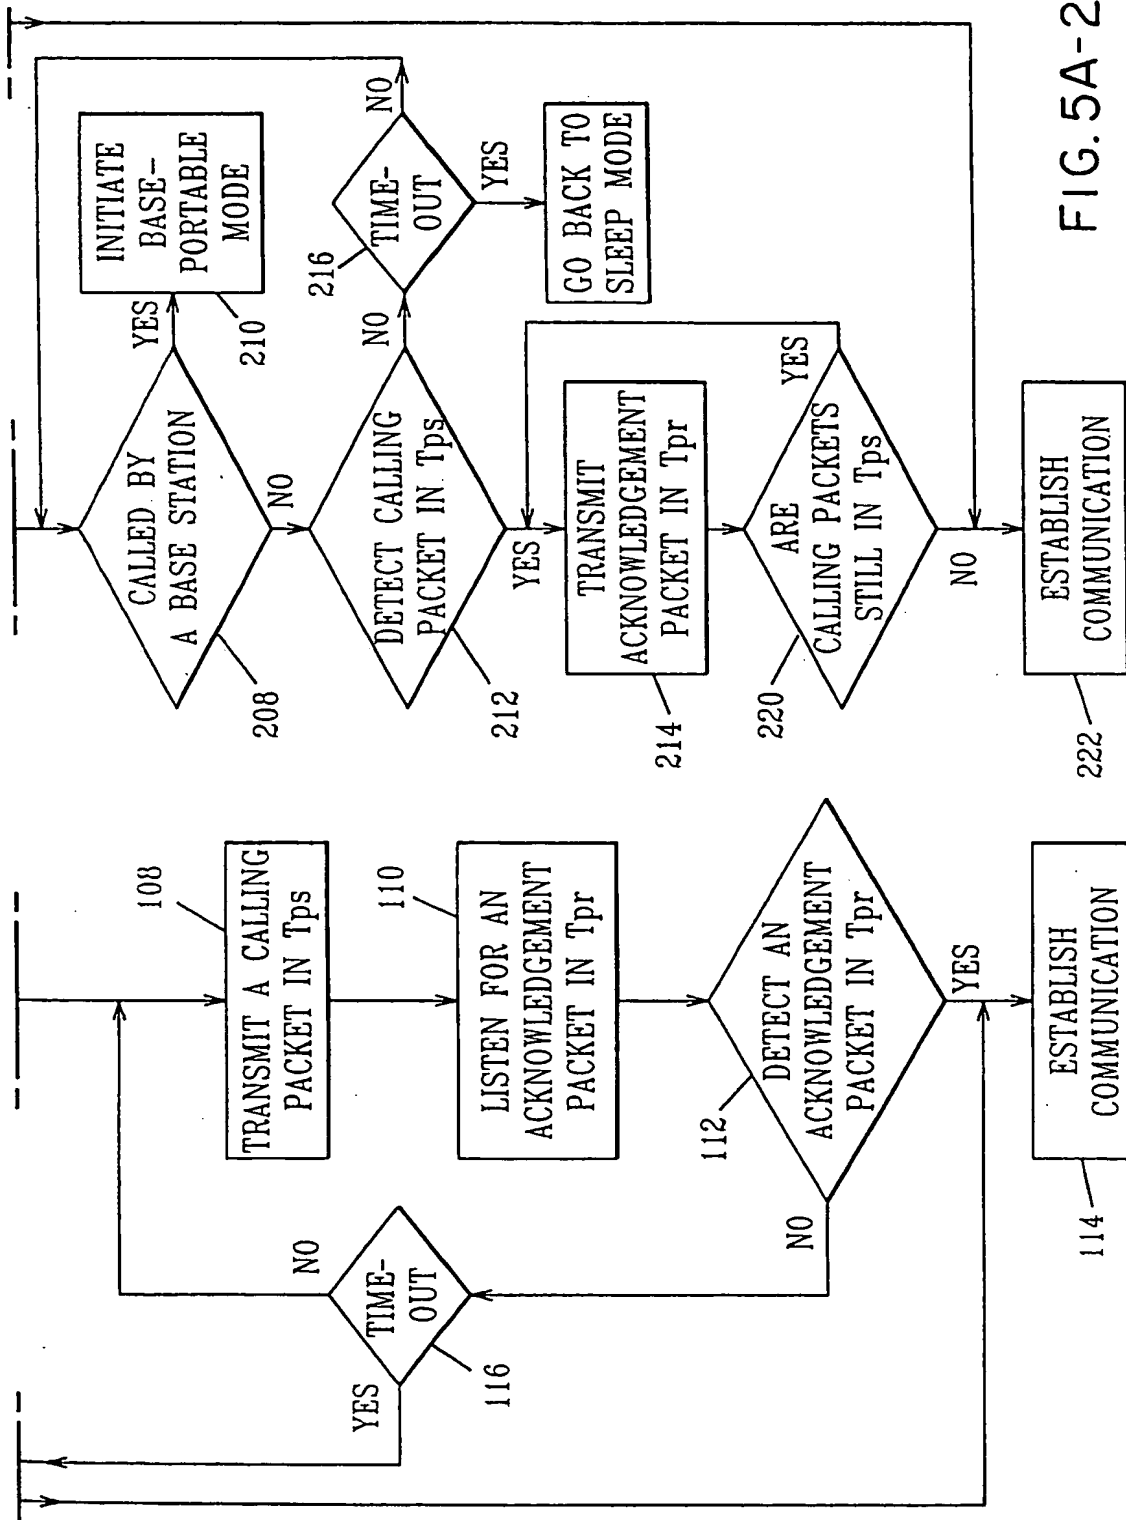 108
TRANSMIT A CALLING
PACKET IN Tps
110
LISTEN FOR AN
ACKNOWLEDGEMENT
PACKET IN Tpr
112
DETECT AN
ACKNOWLEDGEMENT
PACKET IN Tpr
NO
YES
TIME-
OUT
116
NO
YES
ESTABLISH
COMMUNICATION
114
CALLED BY
A BASE STATION
208
YES
NO
INITIATE
BASE-
PORTABLE
MODE
210
DETECT CALLING
PACKET IN Tps
212
NO
YES
TIME-
OUT
216
NO
YES
GO BACK TO
SLEEP MODE
TRANSMIT
ACKNOWLEDGEMENT
PACKET IN Tpr
214
ARE
CALLING PACKETS
STILL IN Tps
220
YES
NO
ESTABLISH
COMMUNICATION
222
FIG. 5A-2